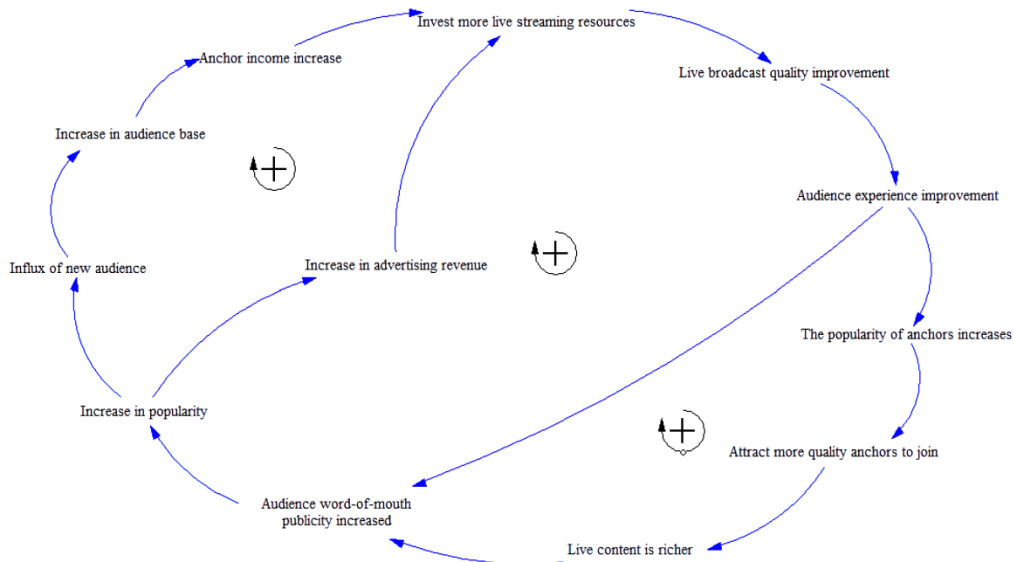 Invest more live streaming resources
Anchor income increase
Live broadcast quality improvement
Increase in audience base
Audience experience improvement
Influx of new audience
Increase in advertising revenue
The popularity of anchors increases
Increase in popularity
Attract more quality anchors to join
Audience word-of-mouth
publicity increased
Live content is richer